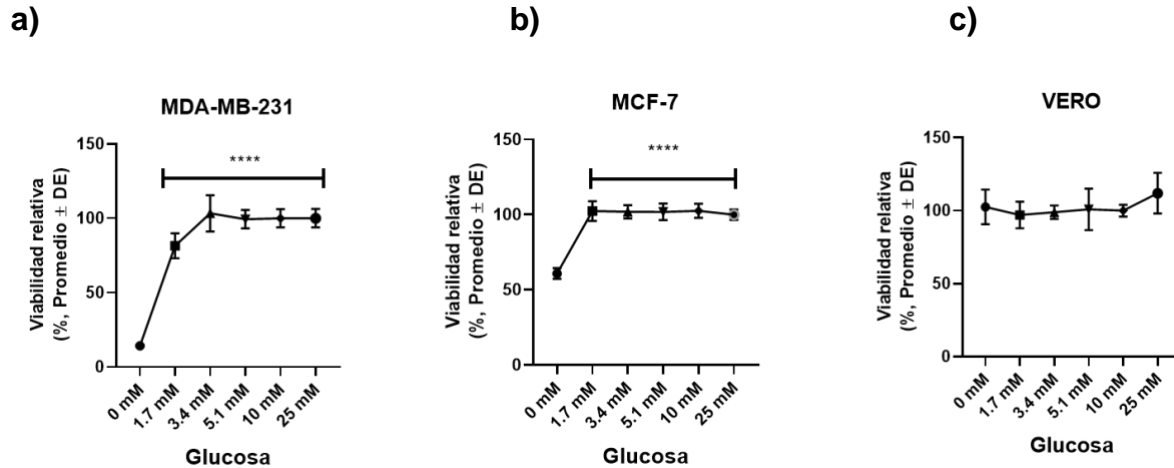 a)
MDA-MB-231
Viabilidad relativa
(%, Promedio ± DE)
150
100
50
0
****
0 mM
1.7 mM
3.4 mM
5.1 mM
10 mM
25 mM
Glucosa
b)
MCF-7
Viabilidad relativa
(%, Promedio ± DE)
150
100
50
0
****
0 mM
1.7 mM
3.4 mM
5.1 mM
10 mM
25 mM
Glucosa
c)
VERO
Viabilidad relativa
(%, Promedio ± DE)
150
100
50
0
0 mM
1.7 mM
3.4 mM
5.1 mM
10 mM
25 mM
Glucosa